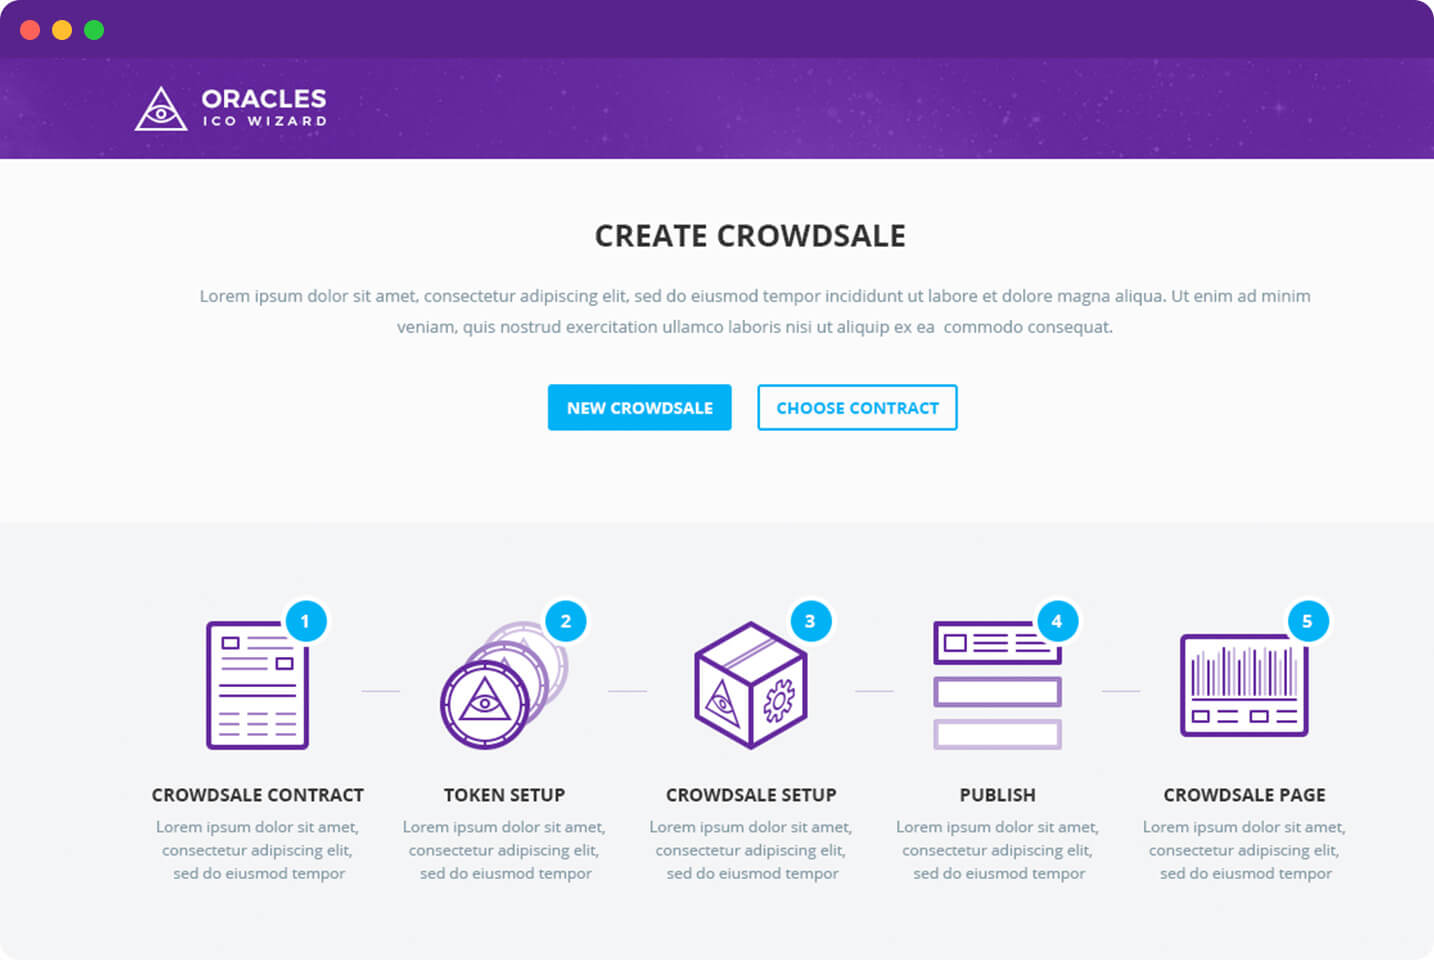 ORACLES
ICO WIZARD
CREATE CROWDSALE
Lorem ipsum dolor sit amet, consectetur adipiscing elit, sed do eiusmod tempor incididunt ut labore et dolore magna aliqua. Ut enim ad minim
veniam, quis nostrud exercitation ullamco laboris nisi ut aliquip ex ea commodo consequat.
NEW CROWDSALE
CHOOSE CONTRACT
1
CROWDSALE CONTRACT
Lorem ipsum dolor sit amet,
consectetur adipiscing elit,
sed do eiusmod tempor
2
TOKEN SETUP
Lorem ipsum dolor sit amet,
consectetur adipiscing elit,
sed do eiusmod tempor
3
CROWDSALE SETUP
Lorem ipsum dolor sit amet,
consectetur adipiscing elit,
sed do eiusmod tempor
4
PUBLISH
Lorem ipsum dolor sit amet,
consectetur adipiscing elit,
sed do eiusmod tempor
5
CROWDSALE PAGE
Lorem ipsum dolor sit amet,
consectetur adipiscing elit,
sed do eiusmod tempor